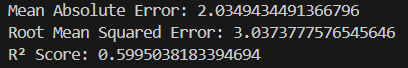 Mean Absolute Error: 2.0349434491366796
Root Mean Squared Error: 3.0373777576545646
R² Score: 0.5995038183394694